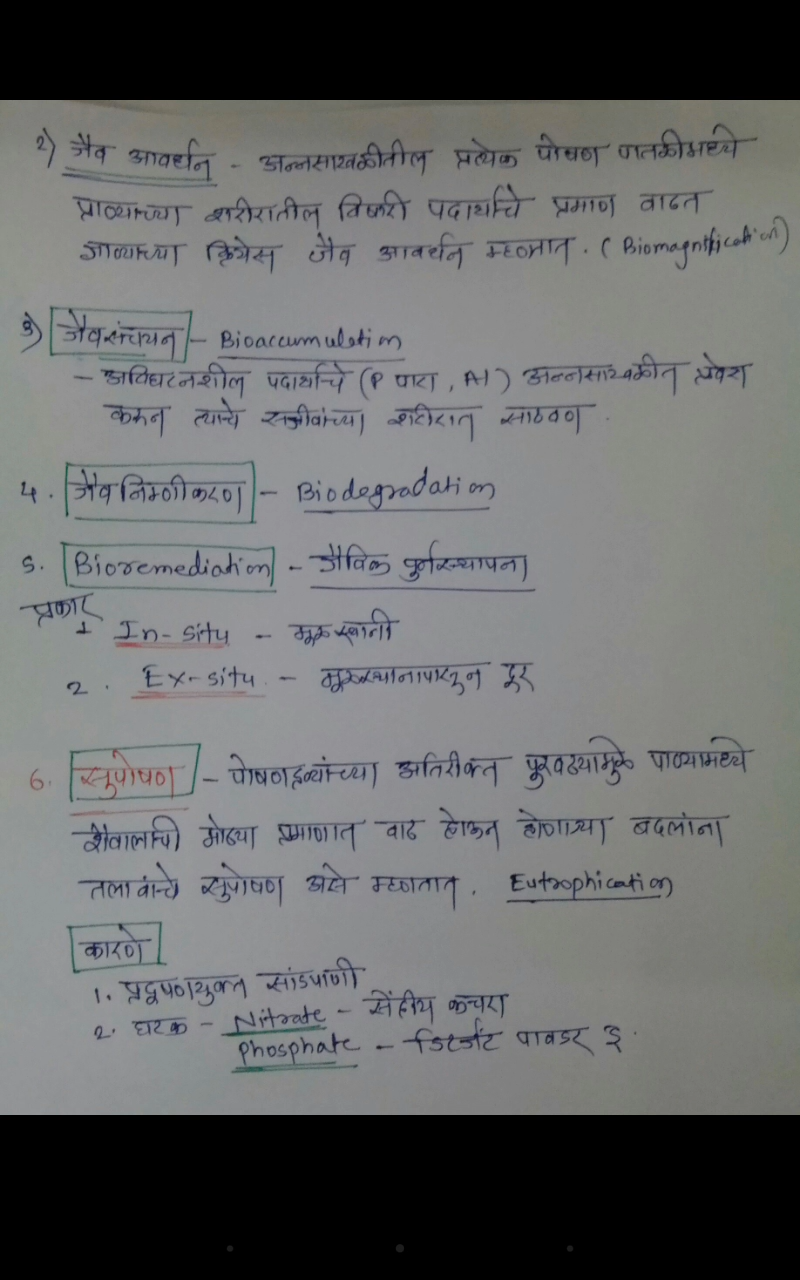 2) जैव आवर्धन - अन्नसाखळीतील प्रत्येक पोषण पातळीमध्ये
प्राण्यांच्या शरीरातील विषारी पदार्थांचे प्रमाण वाढत
जाण्याच्या क्रियेस जैव आवर्धन म्हणतात. (Biomagnification)
3) जैवसंचयन - Bioaccumulation
- अविघटनशील पदार्थांचे (P पारा, Al) अन्नसाखळीत प्रवेश
करून त्याचे सजीवांच्या शरीरात साठवण.
4. जैव निम्नीकरण - Biodegradation
5. Bioremediation - जैविक पुर्नस्थापना
प्रकार
1 In-situ - मूळस्थानी
2. Ex-situ - मूळस्थानापासून दूर
6. सुपोषण - पोषणद्रव्यांच्या अतिरीक्त पुरवठ्यामुळे पाण्यामध्ये
शैवालांची मोठ्या प्रमाणात वाढ होऊन होणाऱ्या बदलांना
तलावांचे सुपोषण असे म्हणतात. Eutrophication
कारणे
1. प्रदूषणयुक्त सांडपाणी
2. घटक - Nitrate - सेंद्रीय कचरा
Phosphate - डिटर्जंट पावडर इ.